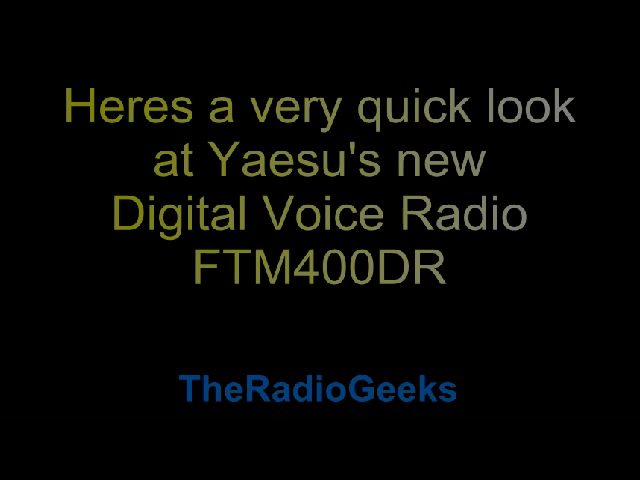 Heres a very quick look
at Yaesu's new
Digital Voice Radio
FTM400DR
TheRadioGeeks